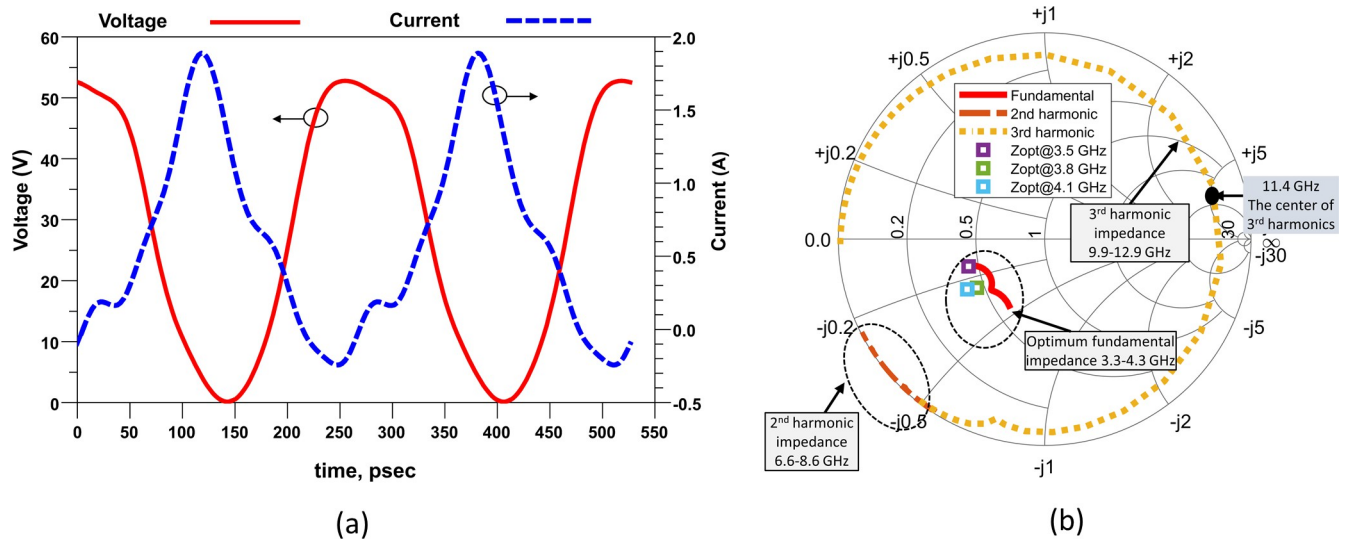 Voltage Current
60
50
40
30
20
10
0
Voltage (V)
2.0
1.5
1.0
0.5
-0.0
-0.5
Current (A)
0 50 100 150 200 250 300 350 400 450 500 550
time, psec
(a)
+j1
+j0.5
+j2
+j0.2
+j5
Fundamental
2nd harmonic
3rd harmonic
Zopt@3.5 GHz
Zopt@3.8 GHz
Zopt@4.1 GHz
11.4 GHz
The center of
3rd harmonics
3rd harmonic
impedance
9.9-12.9 GHz
0.0 0.2 0.5 1 30 ∞
-j30
-j0.2
-j5
Optimum fundamental
impedance 3.3-4.3 GHz
-j0.5
-j2
2nd harmonic
impedance
6.6-8.6 GHz
-j1
(b)